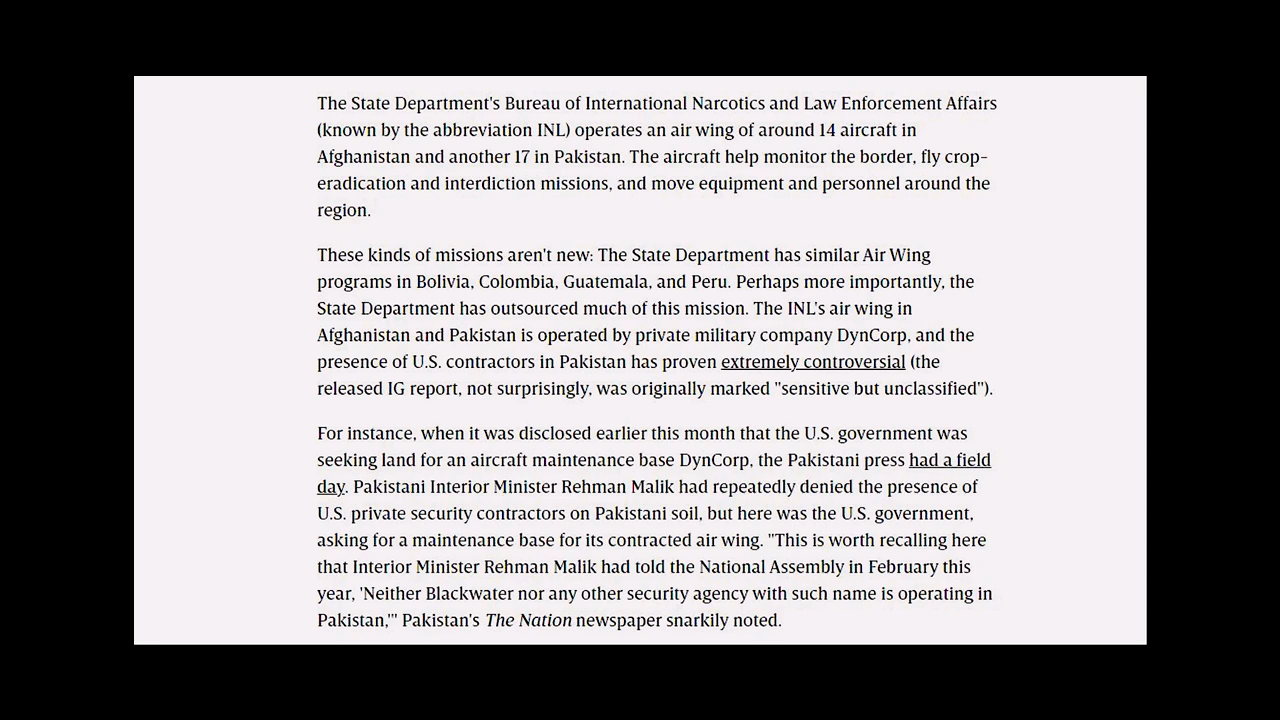 The State Department's Bureau of International Narcotics and Law Enforcement Affairs
(known by the abbreviation INL) operates an air wing of around 14 aircraft in
Afghanistan and another 17 in Pakistan. The aircraft help monitor the border, fly crop-
eradication and interdiction missions, and move equipment and personnel around the
region.
These kinds of missions aren't new: The State Department has similar Air Wing
programs in Bolivia, Colombia, Guatemala, and Peru. Perhaps more importantly, the
State Department has outsourced much of this mission. The INL's air wing in
Afghanistan and Pakistan is operated by private military company DynCorp, and the
presence of U.S. contractors in Pakistan has proven extremely controversial (the
released IG report, not surprisingly, was originally marked "sensitive but unclassified").
For instance, when it was disclosed earlier this month that the U.S. government was
seeking land for an aircraft maintenance base DynCorp, the Pakistani press had a field
day. Pakistani Interior Minister Rehman Malik had repeatedly denied the presence of
U.S. private security contractors on Pakistani soil, but here was the U.S. government,
asking for a maintenance base for its contracted air wing. "This is worth recalling here
that Interior Minister Rehman Malik had told the National Assembly in February this
year, 'Neither Blackwater nor any other security agency with such name is operating in
Pakistan,'" Pakistan's The Nation newspaper snarkily noted.